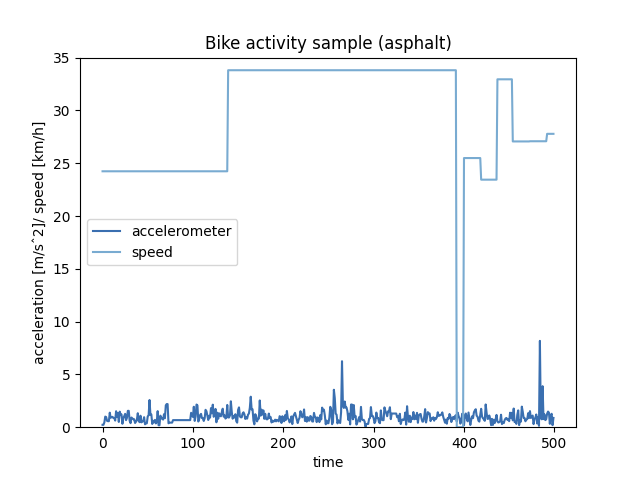 Bike activity sample (asphalt)
35
30
25
20
15
10
5
0
acceleration [m/s^2]/ speed [km/h]
accelerometer
speed
0 100 200 300 400 500
time